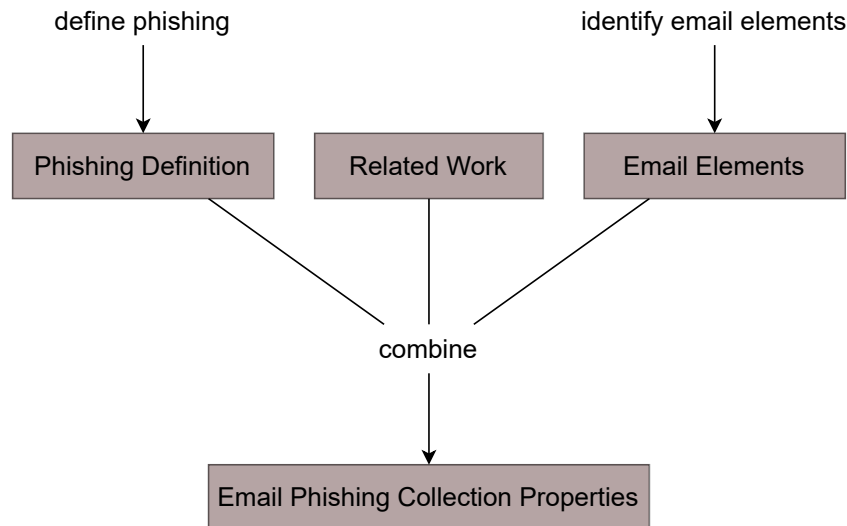 define phishing
identify email elements
Phishing Definition
Related Work
Email Elements
combine
Email Phishing Collection Properties